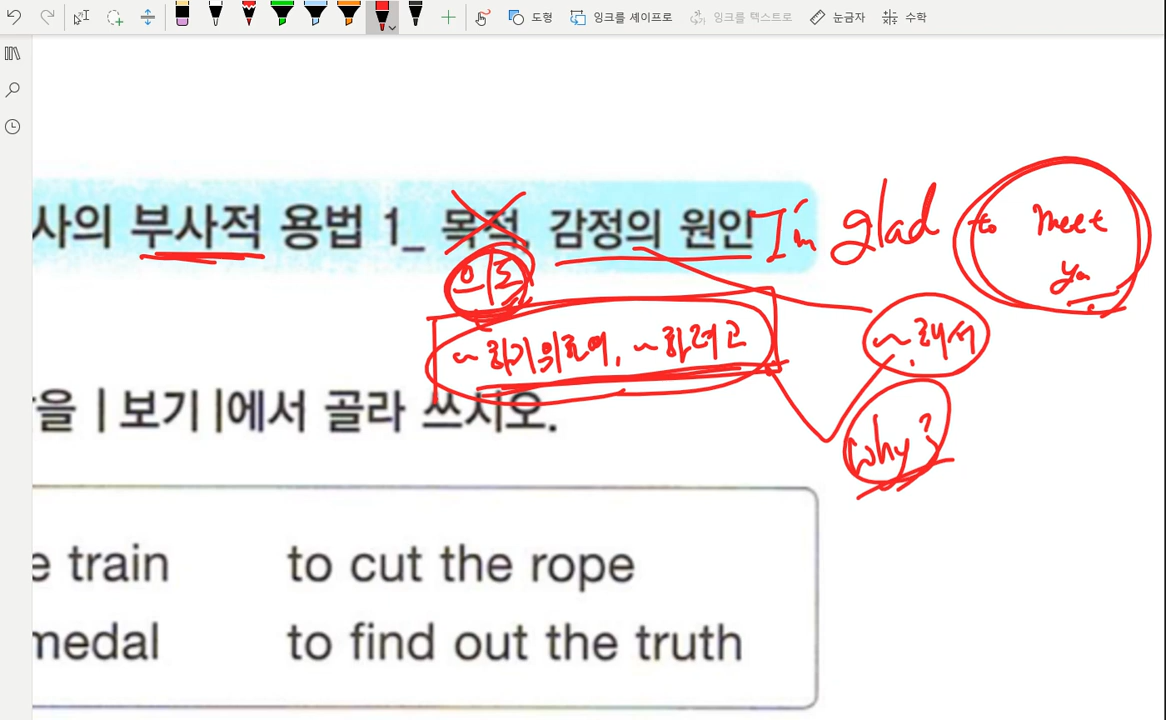 도형 잉크를 셰이프로 잉크를 텍스트로 눈금자 수학
사의 부사적 용법 1_ 목적, 감정의 원인 I'm glad to meet you
의도
~하기위하여, ~하려고
~해서
Why?
을 | 보기 |에서 골라 쓰시오.
e train to cut the rope
medal to find out the truth